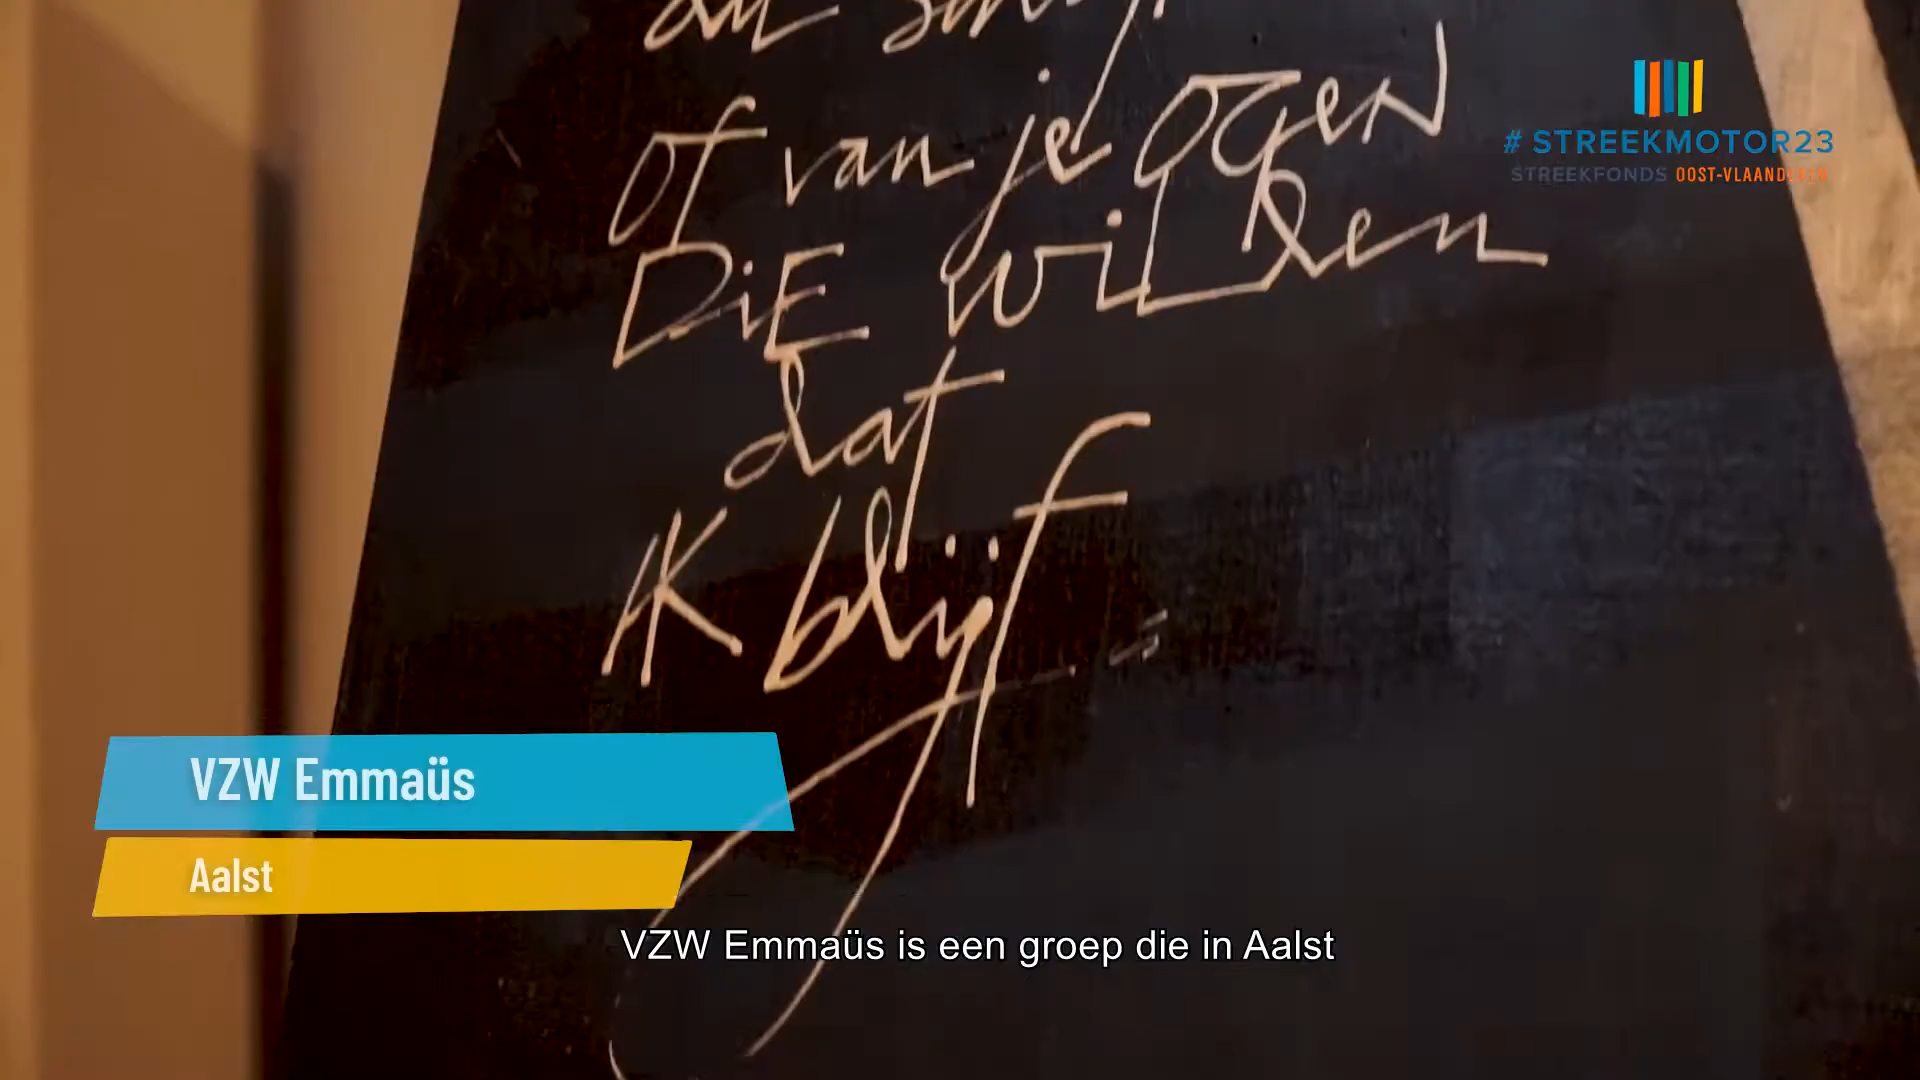 of van je OGEN
DiE wilden
dat
IK blijf
# STREEKMOTOR23
STREEKFONDS OOST-VLAANDEREN
VZW Emmaüs
Aalst
VZW Emmaüs is een groep die in Aalst